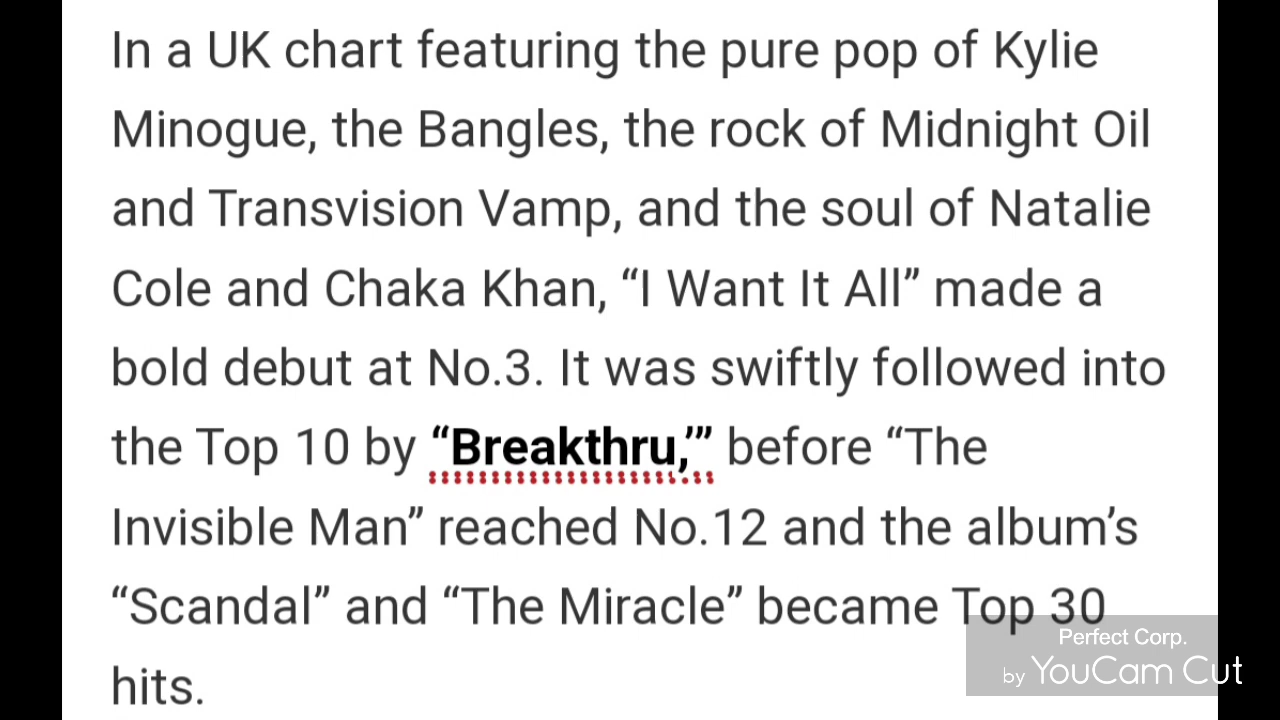 In a UK chart featuring the pure pop of Kylie
Minogue, the Bangles, the rock of Midnight Oil
and Transvision Vamp, and the soul of Natalie
Cole and Chaka Khan, “I Want It All” made a
bold debut at No.3. It was swiftly followed into
the Top 10 by “Breakthru,’” before “The
Invisible Man” reached No.12 and the album’s
“Scandal” and “The Miracle” became Top 30
hits.
Perfect Corp.
by YouCam Cut